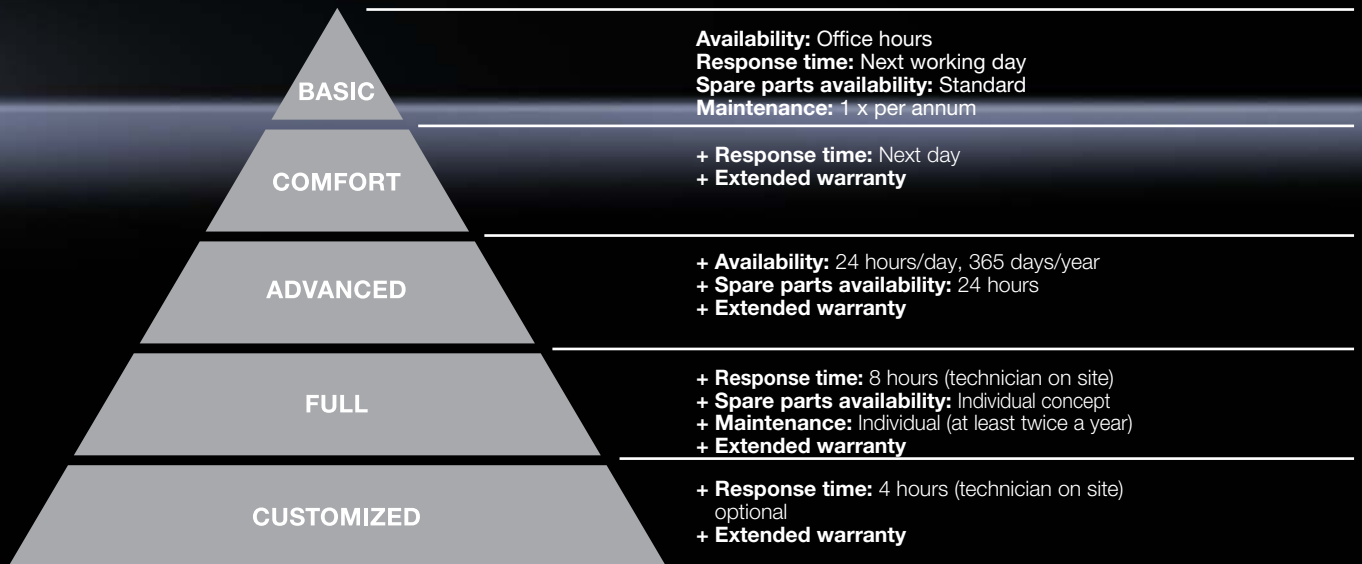 BASIC
Availability: Office hours
Response time: Next working day
Spare parts availability: Standard
Maintenance: 1 x per annum
COMFORT
+ Response time: Next day
+ Extended warranty
ADVANCED
+ Availability: 24 hours/day, 365 days/year
+ Spare parts availability: 24 hours
+ Extended warranty
FULL
+ Response time: 8 hours (technician on site)
+ Spare parts availability: Individual concept
+ Maintenance: Individual (at least twice a year)
+ Extended warranty
CUSTOMIZED
+ Response time: 4 hours (technician on site)
optional
+ Extended warranty